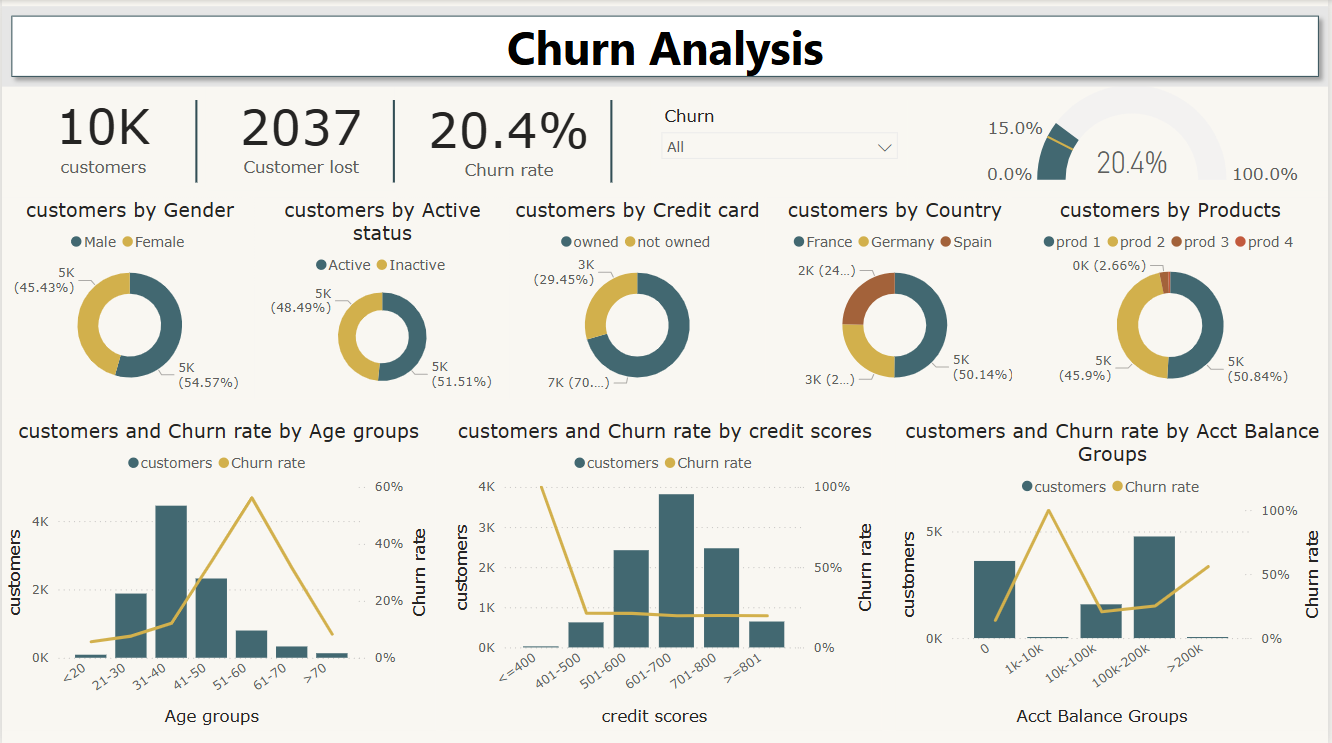 Churn Analysis
10K
customers
2037
Customer lost
20.4%
Churn rate
Churn
All
15.0%
0.0%
20.4%
100.0%
customers by Gender
Male Female
5K
(45.43%)
5K
(54.57%)
customers by Active
status
Active Inactive
5K
(48.49%)
5K
(51.51%)
customers by Credit card
owned not owned
3K
(29.45%)
7K (70....)
customers by Country
France Germany Spain
2K (24...)
3K (2...)
5K
(50.14%)
customers by Products
prod 1 prod 2 prod 3 prod 4
0K (2.66%)
5K
(45.9%)
5K
(50.84%)
customers and Churn rate by Age groups
customers Churn rate
customers
4K
2K
0K
60%
40%
20%
0%
Churn rate
<20
21-30
31-40
41-50
51-60
61-70
>70
Age groups
customers and Churn rate by credit scores
customers Churn rate
customers
4K
3K
2K
1K
0K
100%
50%
0%
Churn rate
<=400
401-500
501-600
601-700
701-800
>=801
credit scores
customers and Churn rate by Acct Balance
Groups
customers Churn rate
customers
5K
0K
100%
50%
0%
Churn rate
0
1k-10k
10k-100k
100k-200k
>200k
Acct Balance Groups